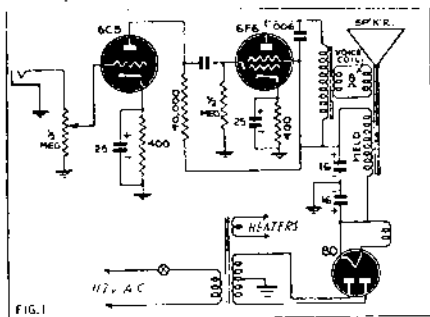 6C5
6F6
.006
SP'K'R.
VOICE
COIL
½
MEG
25
400
40,000
½
MEG
25
400
FIELD
16
16
HEATERS
80
117v. A.C
FIG. 1